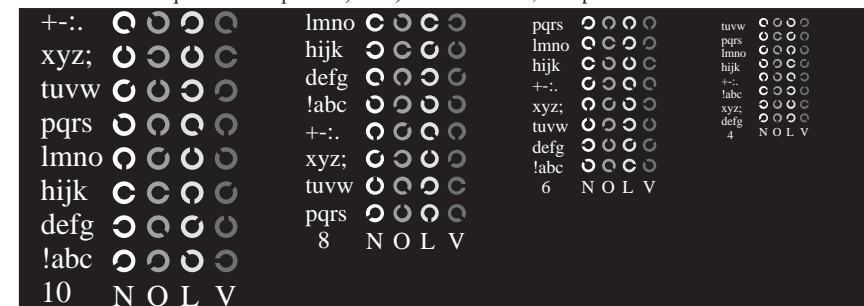 +-:.
xyz;
tuvw
pqrs
lmno
hijk
defg
!abc
10 N O L V
lmno
hijk
defg
!abc
+-:.
xyz;
tuvw
pqrs
8 N O L V
pqrs
lmno
hijk
+-:.
xyz;
tuvw
defg
!abc
6 N O L V
tuvw
pqrs
lmno
hijk
+-:.
!abc
xyz;
defg
4 N O L V